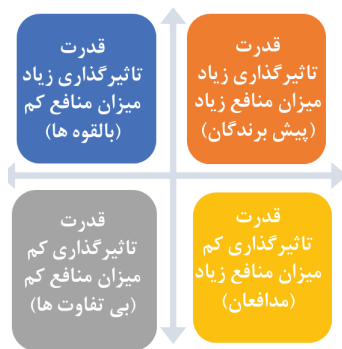 قدرت
تاثیرگذاری زیاد
میزان منافع زیاد
(پیش برندگان)
قدرت
تاثیرگذاری زیاد
میزان منافع کم
(بالقوه ها)
قدرت
تاثیرگذاری کم
میزان منافع زیاد
(مدافعان)
قدرت
تاثیرگذاری کم
میزان منافع کم
(بی تفاوت ها)